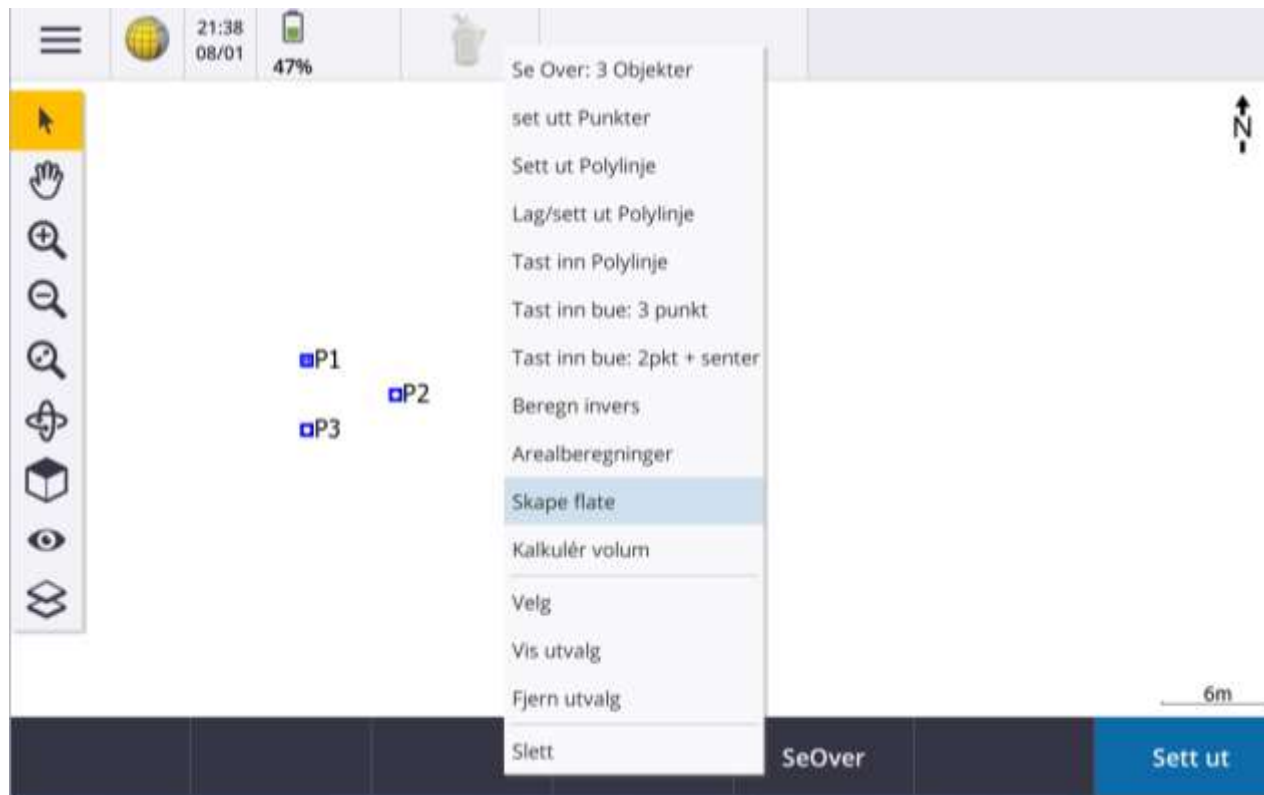 21:38
08/01
47%
N
Se Over: 3 Objekter
set utt Punkter
Sett ut Polylinje
Lag/sett ut Polylinje
Tast inn Polylinje
Tast inn bue: 3 punkt
Tast inn bue: 2pkt + senter
Beregn invers
Arealberegninger
Skape flate
Kalkulér volum
Velg
Vis utvalg
Fjern utvalg
Slett
P1
P2
P3
6m
SeOver
Sett ut